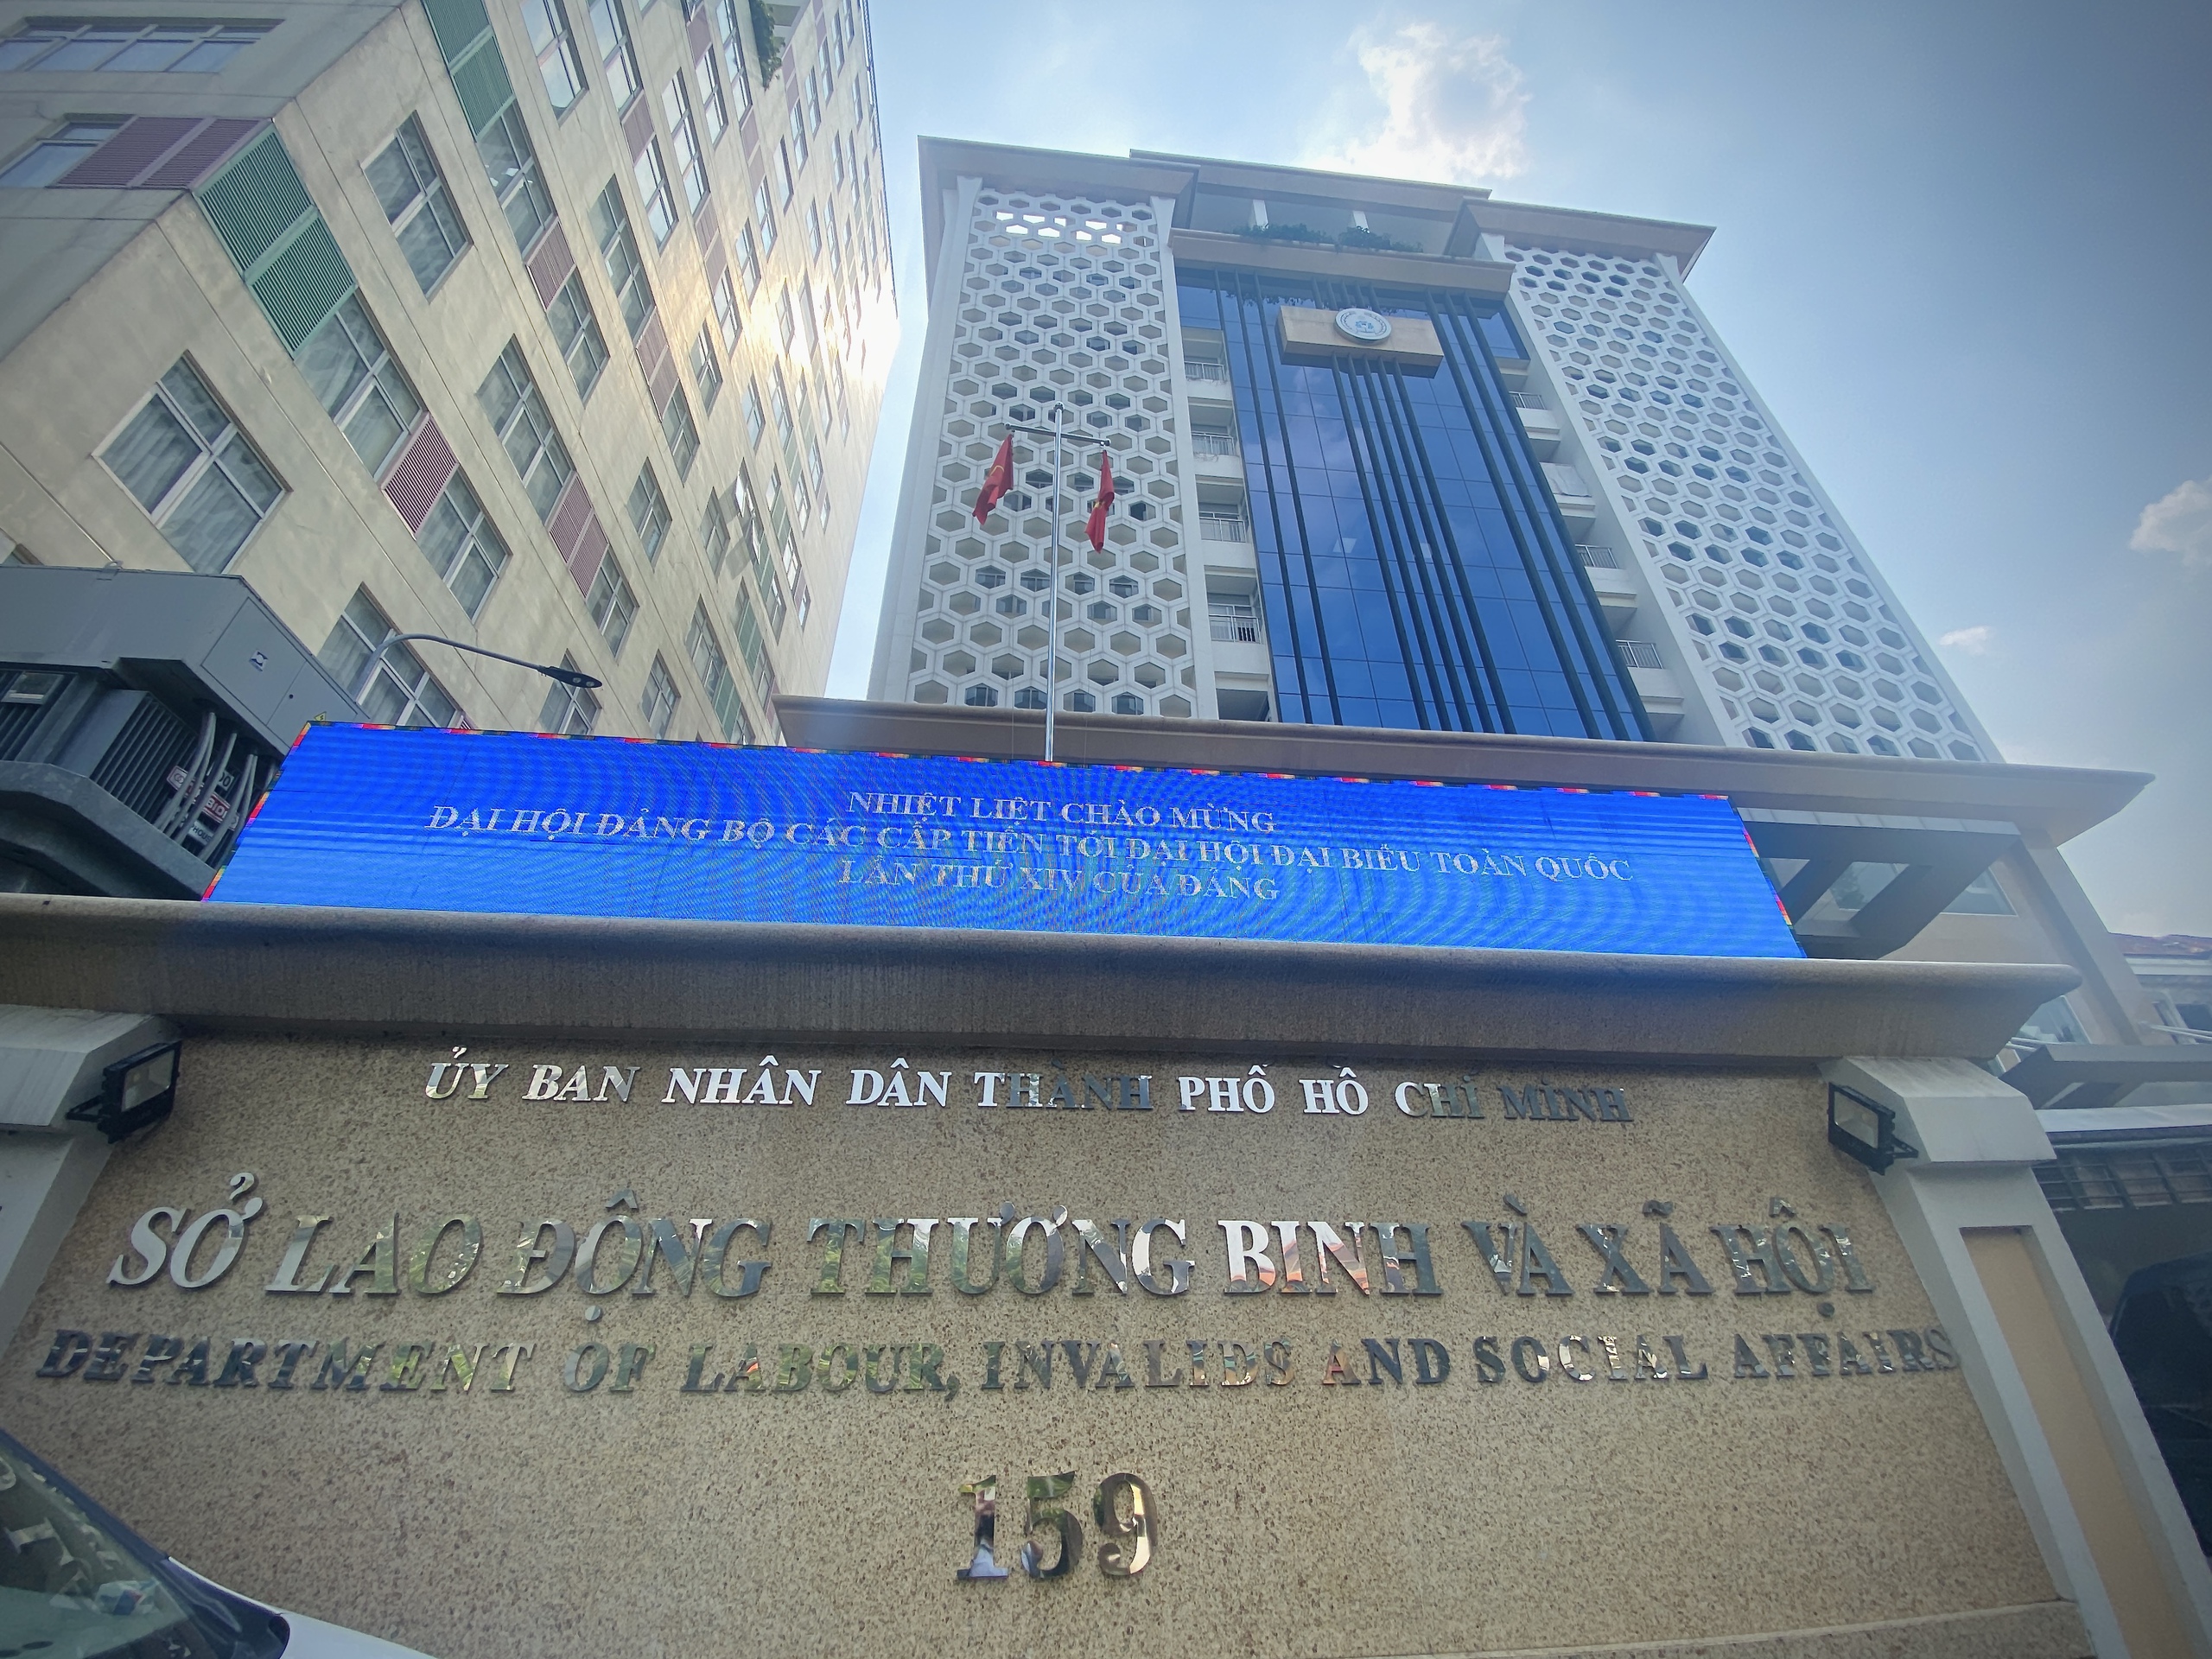 NHIỆT LIỆT CHÀO MỪNG
ĐẠI HỘI ĐẢNG BỘ CÁC CẤP TIẾN TỚI ĐẠI HỘI ĐẠI BIỂU TOÀN QUỐC
LẦN THỨ XIV CỦA ĐẢNG
ỦY BAN NHÂN DÂN THÀNH PHỐ HỒ CHÍ MINH
SỞ LAO ĐỘNG THƯƠNG BINH VÀ XÃ HỘI
DEPARTMENT OF LABOUR, INVALIDS AND SOCIAL AFFAIRS
159